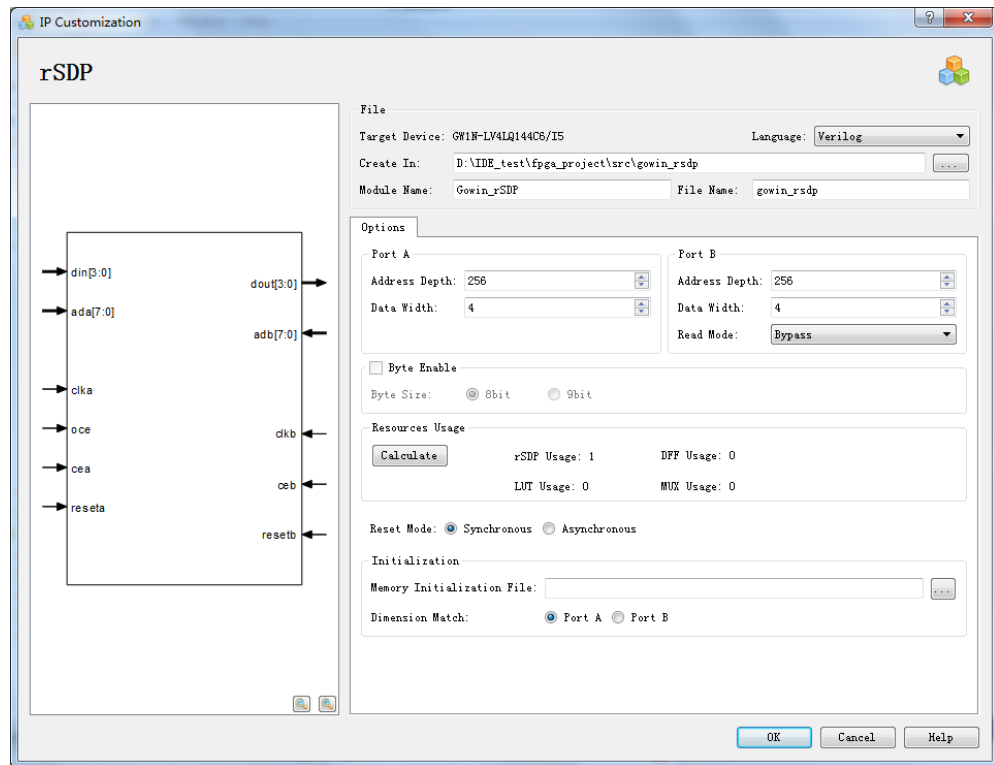 IP Customization
rSDP
File
Target Device: GW1N-LV4LQ144C6/I5 Language: Verilog
Create In: D:\IDE_test\fpga_project\src\gowin_rsdp ...
Module Name: Gowin_rSDP File Name: gowin_rsdp
Options
Port A Port B
Address Depth: 256 Address Depth: 256
Data Width: 4 Data Width: 4
Read Mode: Bypass
Byte Enable
Byte Size: 8bit 9bit
Resources Usage
Calculate rSDP Usage: 1 DFF Usage: 0
LUT Usage: 0 MUX Usage: 0
Reset Mode: Synchronous Asynchronous
Initialization
Memory Initialization File: ...
Dimension Match: Port A Port B
din[3:0]
dout[3:0]
ada[7:0]
adb[7:0]
clka
oce
clkb
cea
ceb
reseta
resetb
OK Cancel Help